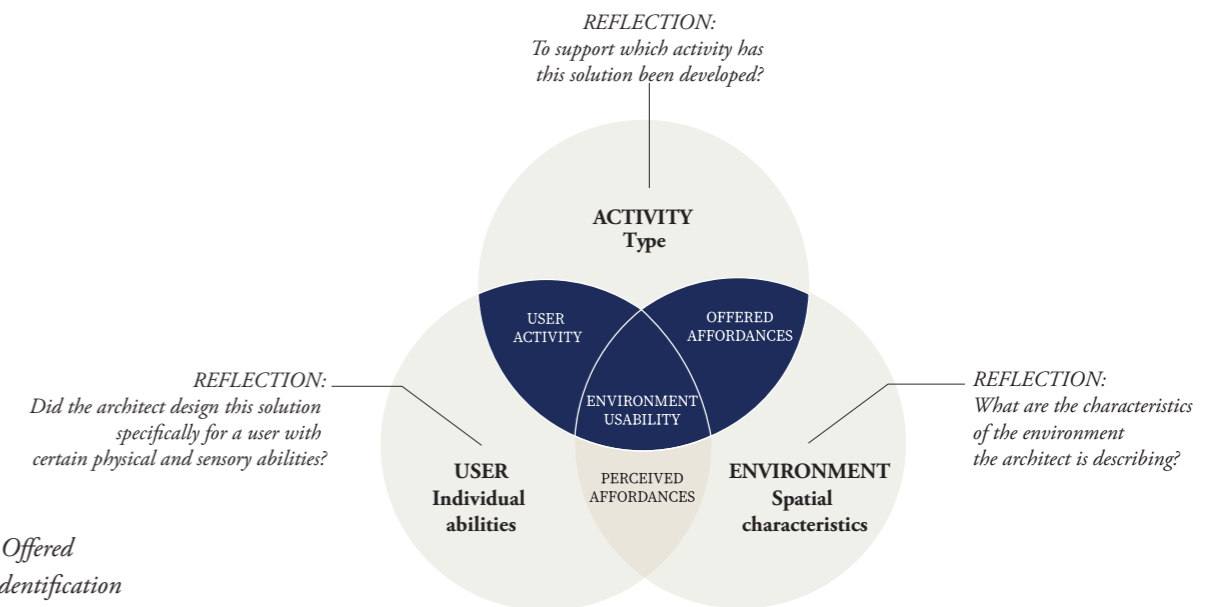 REFLECTION:
To support which activity has
this solution been developed?
ACTIVITY
Type
USER
ACTIVITY
OFFERED
AFFORDANCES
REFLECTION:
Did the architect design this solution
specifically for a user with
certain physical and sensory abilities?
ENVIRONMENT
USABILITY
REFLECTION:
What are the characteristics
of the environment
the architect is describing?
USER
Individual
abilities
PERCEIVED
AFFORDANCES
ENVIRONMENT
Spatial
characteristics
Offered
dentification